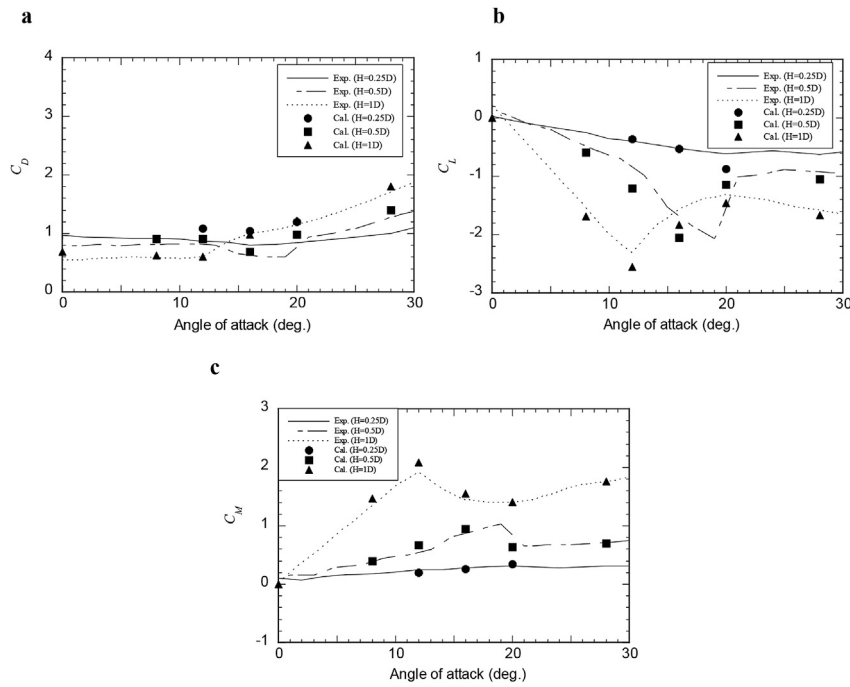 a
4
3
2
1
0
0
10
20
30
C_D
Angle of attack (deg.)
Exp. (H=0.25D)
Exp. (H=0.5D)
Exp. (H=1D)
Cal. (H=0.25D)
Cal. (H=0.5D)
Cal. (H=1D)
b
1
0
-1
-2
-3
0
10
20
30
C_L
Angle of attack (deg.)
Exp. (H=0.25D)
Exp. (H=0.5D)
Exp. (H=1D)
Cal. (H=0.25D)
Cal. (H=0.5D)
Cal. (H=1D)
c
3
2
1
0
-1
0
10
20
30
C_M
Angle of attack (deg.)
Exp. (H=0.25D)
Exp. (H=0.5D)
Exp. (H=1D)
Cal. (H=0.25D)
Cal. (H=0.5D)
Cal. (H=1D)